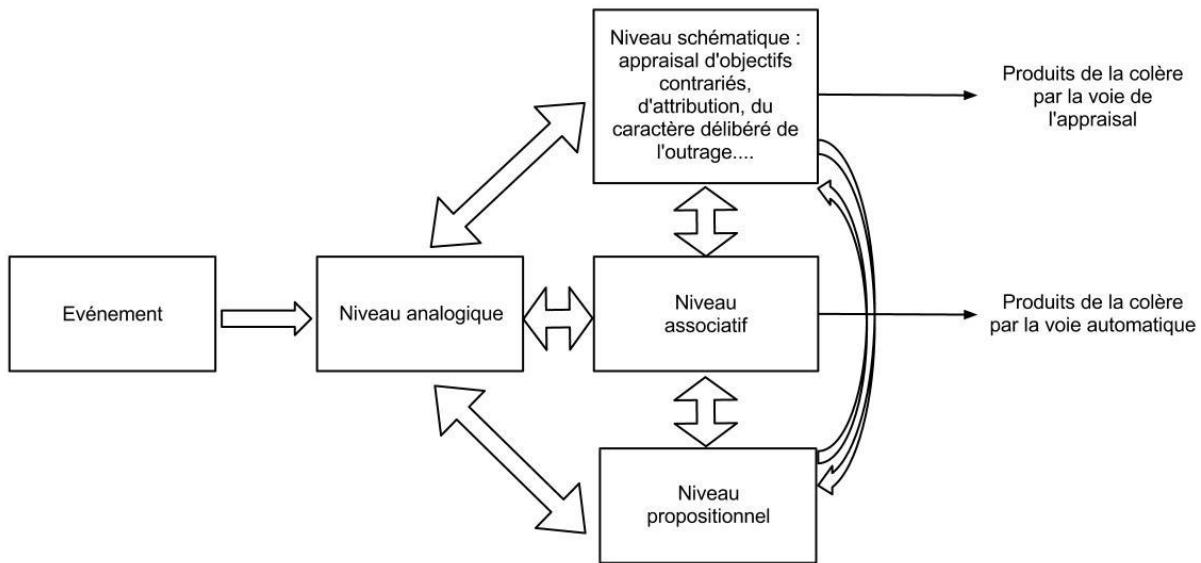 Niveau schématique :
appraisal d'objectifs
contrariés,
d'attribution, du
caractère délibéré de
l'outrage....
Produits de la colère
par la voie de
l'appraisal
Evénement
Niveau analogique
Niveau
associatif
Produits de la colère
par la voie automatique
Niveau
propositionnel